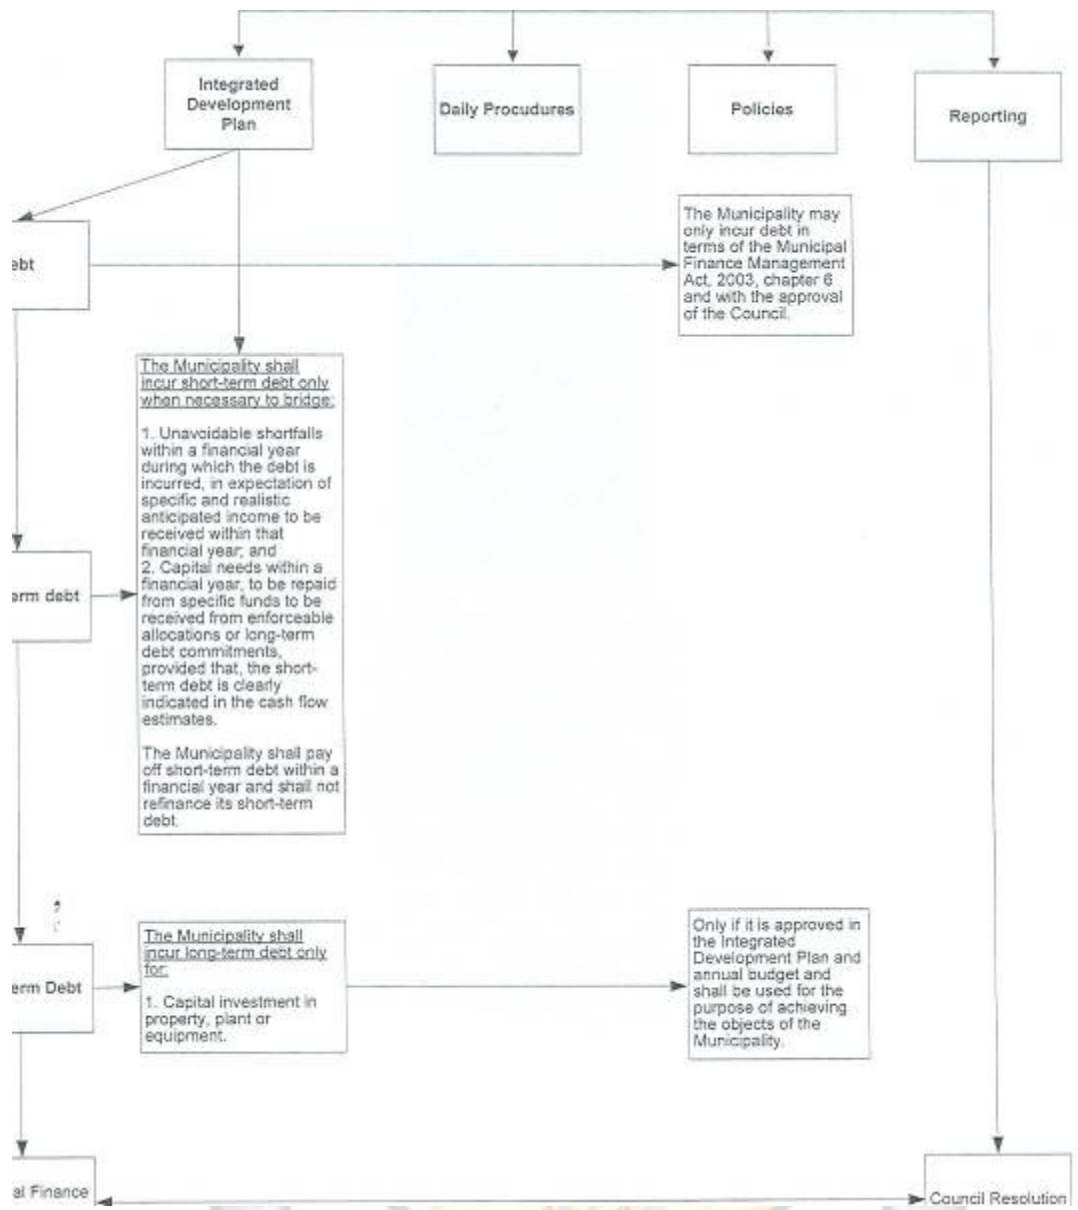 Integrated
Development
Plan
Daily Procudures
Policies
Reporting
ebt
The Municipality may
only incur debt in
terms of the Municipal
Finance Management
Act, 2003, chapter 6
and with the approval
of the Council.
The Municipality shall
incur short-term debt only
when necessary to bridge:
1. Unavoidable shortfalls
within a financial year
during which the debt is
incurred, in expectation of
specific and realistic
anticipated income to be
received within that
financial year; and
2. Capital needs within a
financial year, to be repaid
from specific funds to be
received from enforceable
allocations or long-term
debt commitments,
provided that, the short-
term debt is clearly
indicated in the cash flow
estimates.
The Municipality shall pay
off short-term debt within a
financial year and shall not
refinance its short-term
debt.
erm debt
erm Debt
The Municipality shall
incur long-term debt only
for:
1. Capital investment in
property, plant or
equipment.
Only if it is approved in
the Integrated
Development Plan and
annual budget and
shall be used for the
purpose of achieving
the objects of the
Municipality.
al Finance
Council Resolution